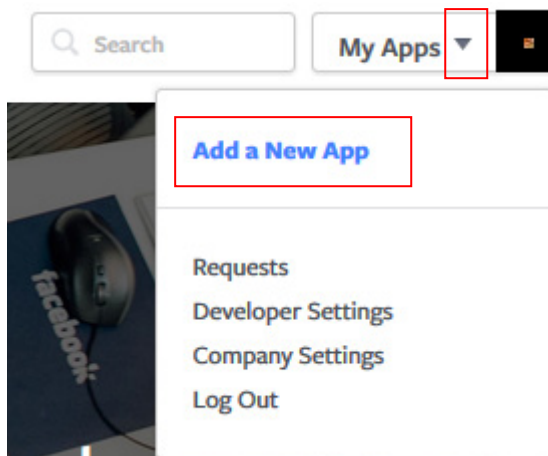 Search
My Apps
Add a New App
Requests
Developer Settings
Company Settings
Log Out
facebook